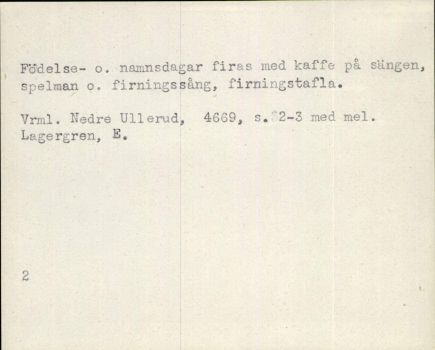 Födelse- o. namnsdagar firas med kaffe på sängen,
spelman o. firningssång, firningstafla.
Vrml. Nedre Ullerud, 4669, s. 2-3 med mel.
Lagergren, E.
2